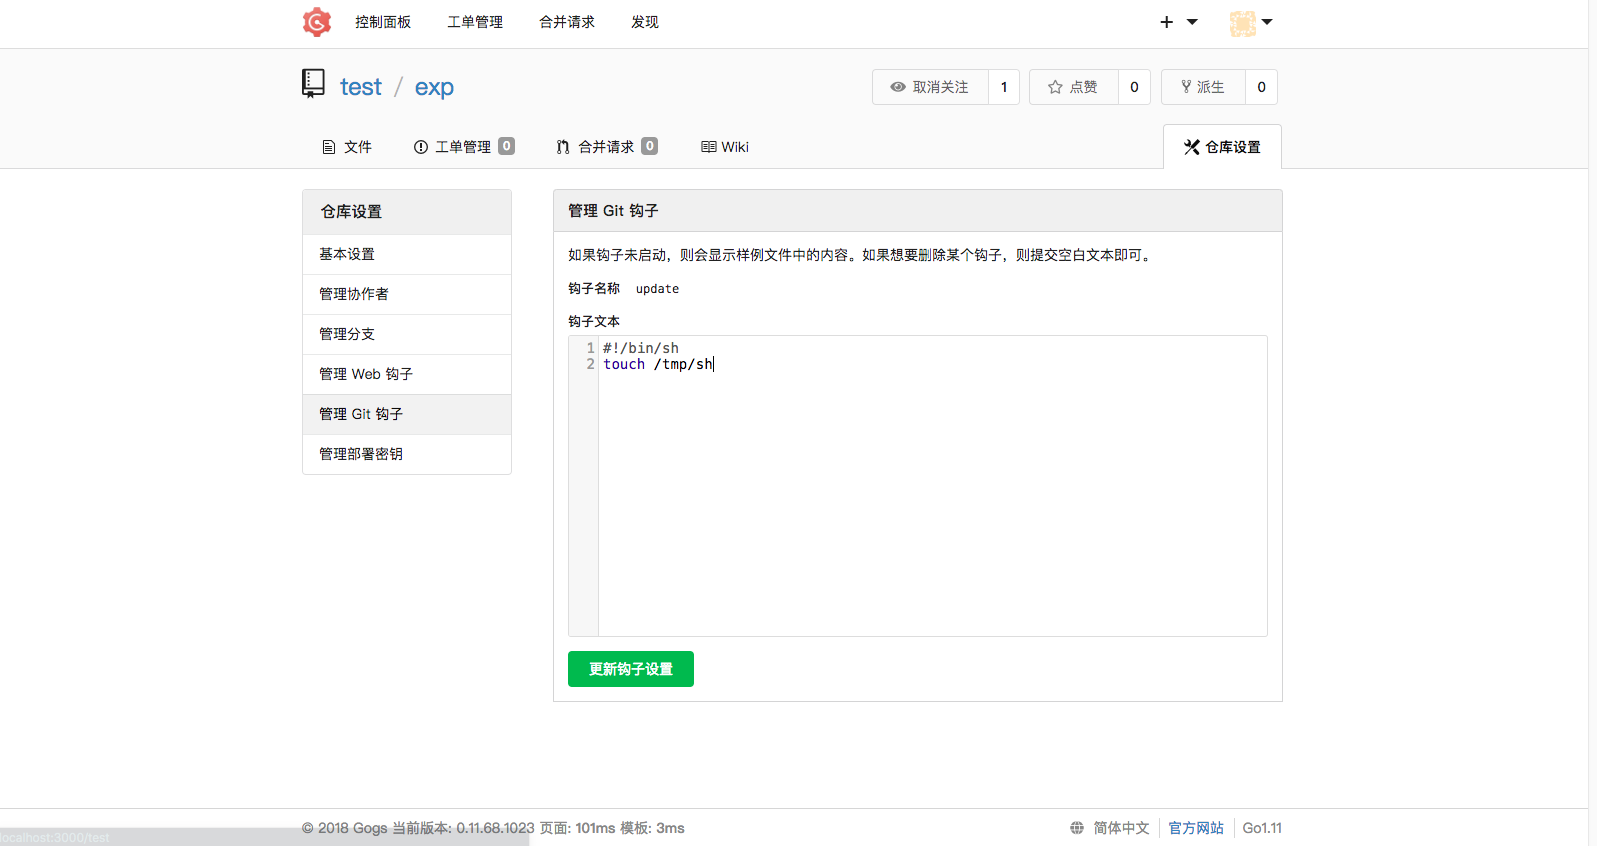 控制面板 工单管理 合并请求 发现
test / exp
取消关注 1 点赞 0 派生 0
文件 工单管理 0 合并请求 0 Wiki 仓库设置
仓库设置
基本设置
管理协作者
管理分支
管理 Web 钩子
管理 Git 钩子
管理部署密钥
管理 Git 钩子
如果钩子未启动，则会显示样例文件中的内容。如果想要删除某个钩子，则提交空白文本即可。
钩子名称 update
钩子文本
1 #!/bin/sh
2 touch /tmp/sh
更新钩子设置
© 2018 Gogs 当前版本: 0.11.68.1023 页面: 101ms 模板: 3ms
简体中文 官方网站 Go1.11
localhost:3000/test